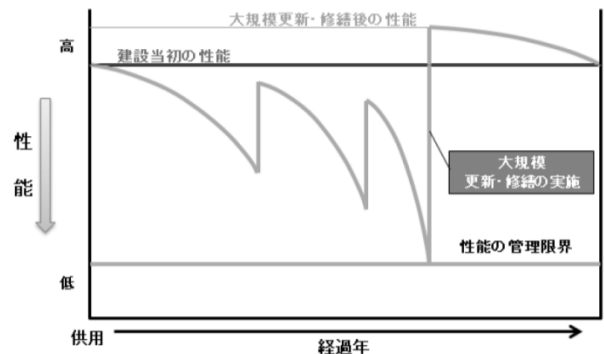 大規模更新・修繕後の性能
高
建設当初の性能
性
能
大規模
更新・修繕の実施
性能の管理限界
低
供用
経過年